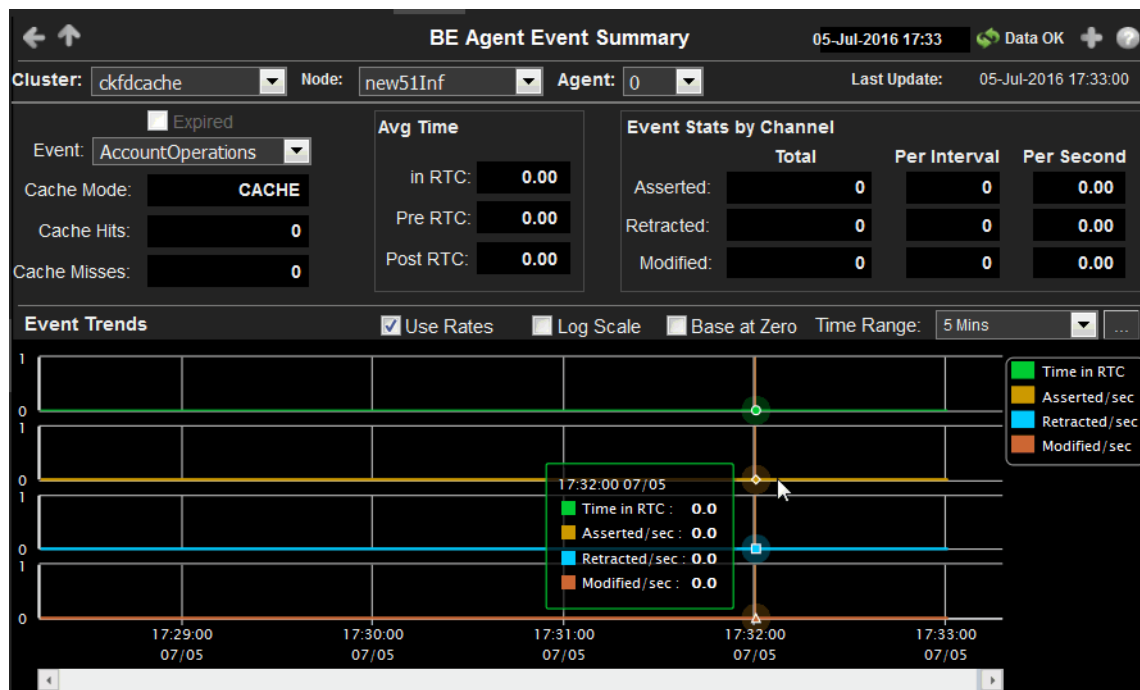 BE Agent Event Summary 05-Jul-2016 17:33 Data OK
Cluster: ckfdcache Node: new51Inf Agent: 0 Last Update: 05-Jul-2016 17:33:00
Expired
Event: AccountOperations
Cache Mode: CACHE
Cache Hits: 0
Cache Misses: 0
Avg Time
in RTC: 0.00
Pre RTC: 0.00
Post RTC: 0.00
Event Stats by Channel
Total Per Interval Per Second
Asserted: 0 0 0.00
Retracted: 0 0 0.00
Modified: 0 0 0.00
Event Trends Use Rates Log Scale Base at Zero Time Range: 5 Mins ...
1
0
1
0
1
0
1
0
Time in RTC
Asserted/sec
Retracted/sec
Modified/sec
17:32:00 07/05
Time in RTC : 0.0
Asserted/sec : 0.0
Retracted/sec : 0.0
Modified/sec : 0.0
17:29:00 17:30:00 17:31:00 17:32:00 17:33:00
07/05 07/05 07/05 07/05 07/05